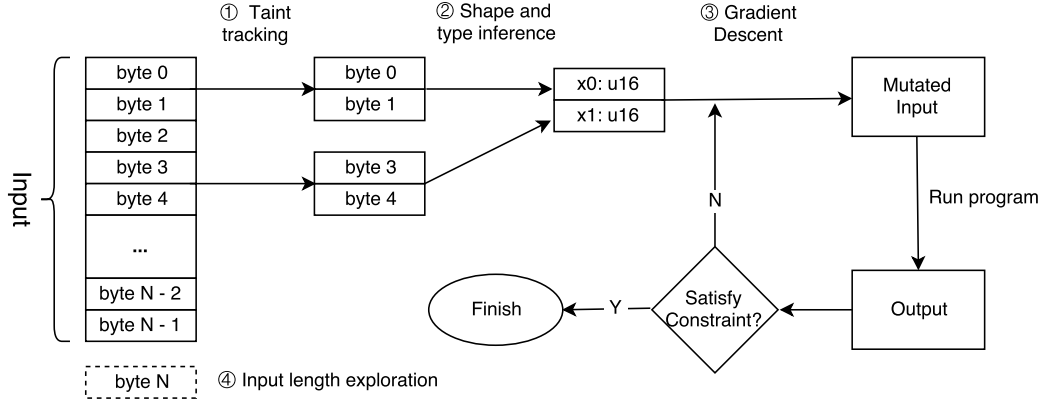 ① Taint
tracking
② Shape and
type inference
③ Gradient
Descent
Input
byte 0
byte 1
byte 2
byte 3
byte 4
...
byte N - 2
byte N - 1
byte N
byte 0
byte 1
byte 3
byte 4
x0: u16
x1: u16
Mutated
Input
Run program
Output
Satisfy
Constraint?
N
Y
Finish
④ Input length exploration